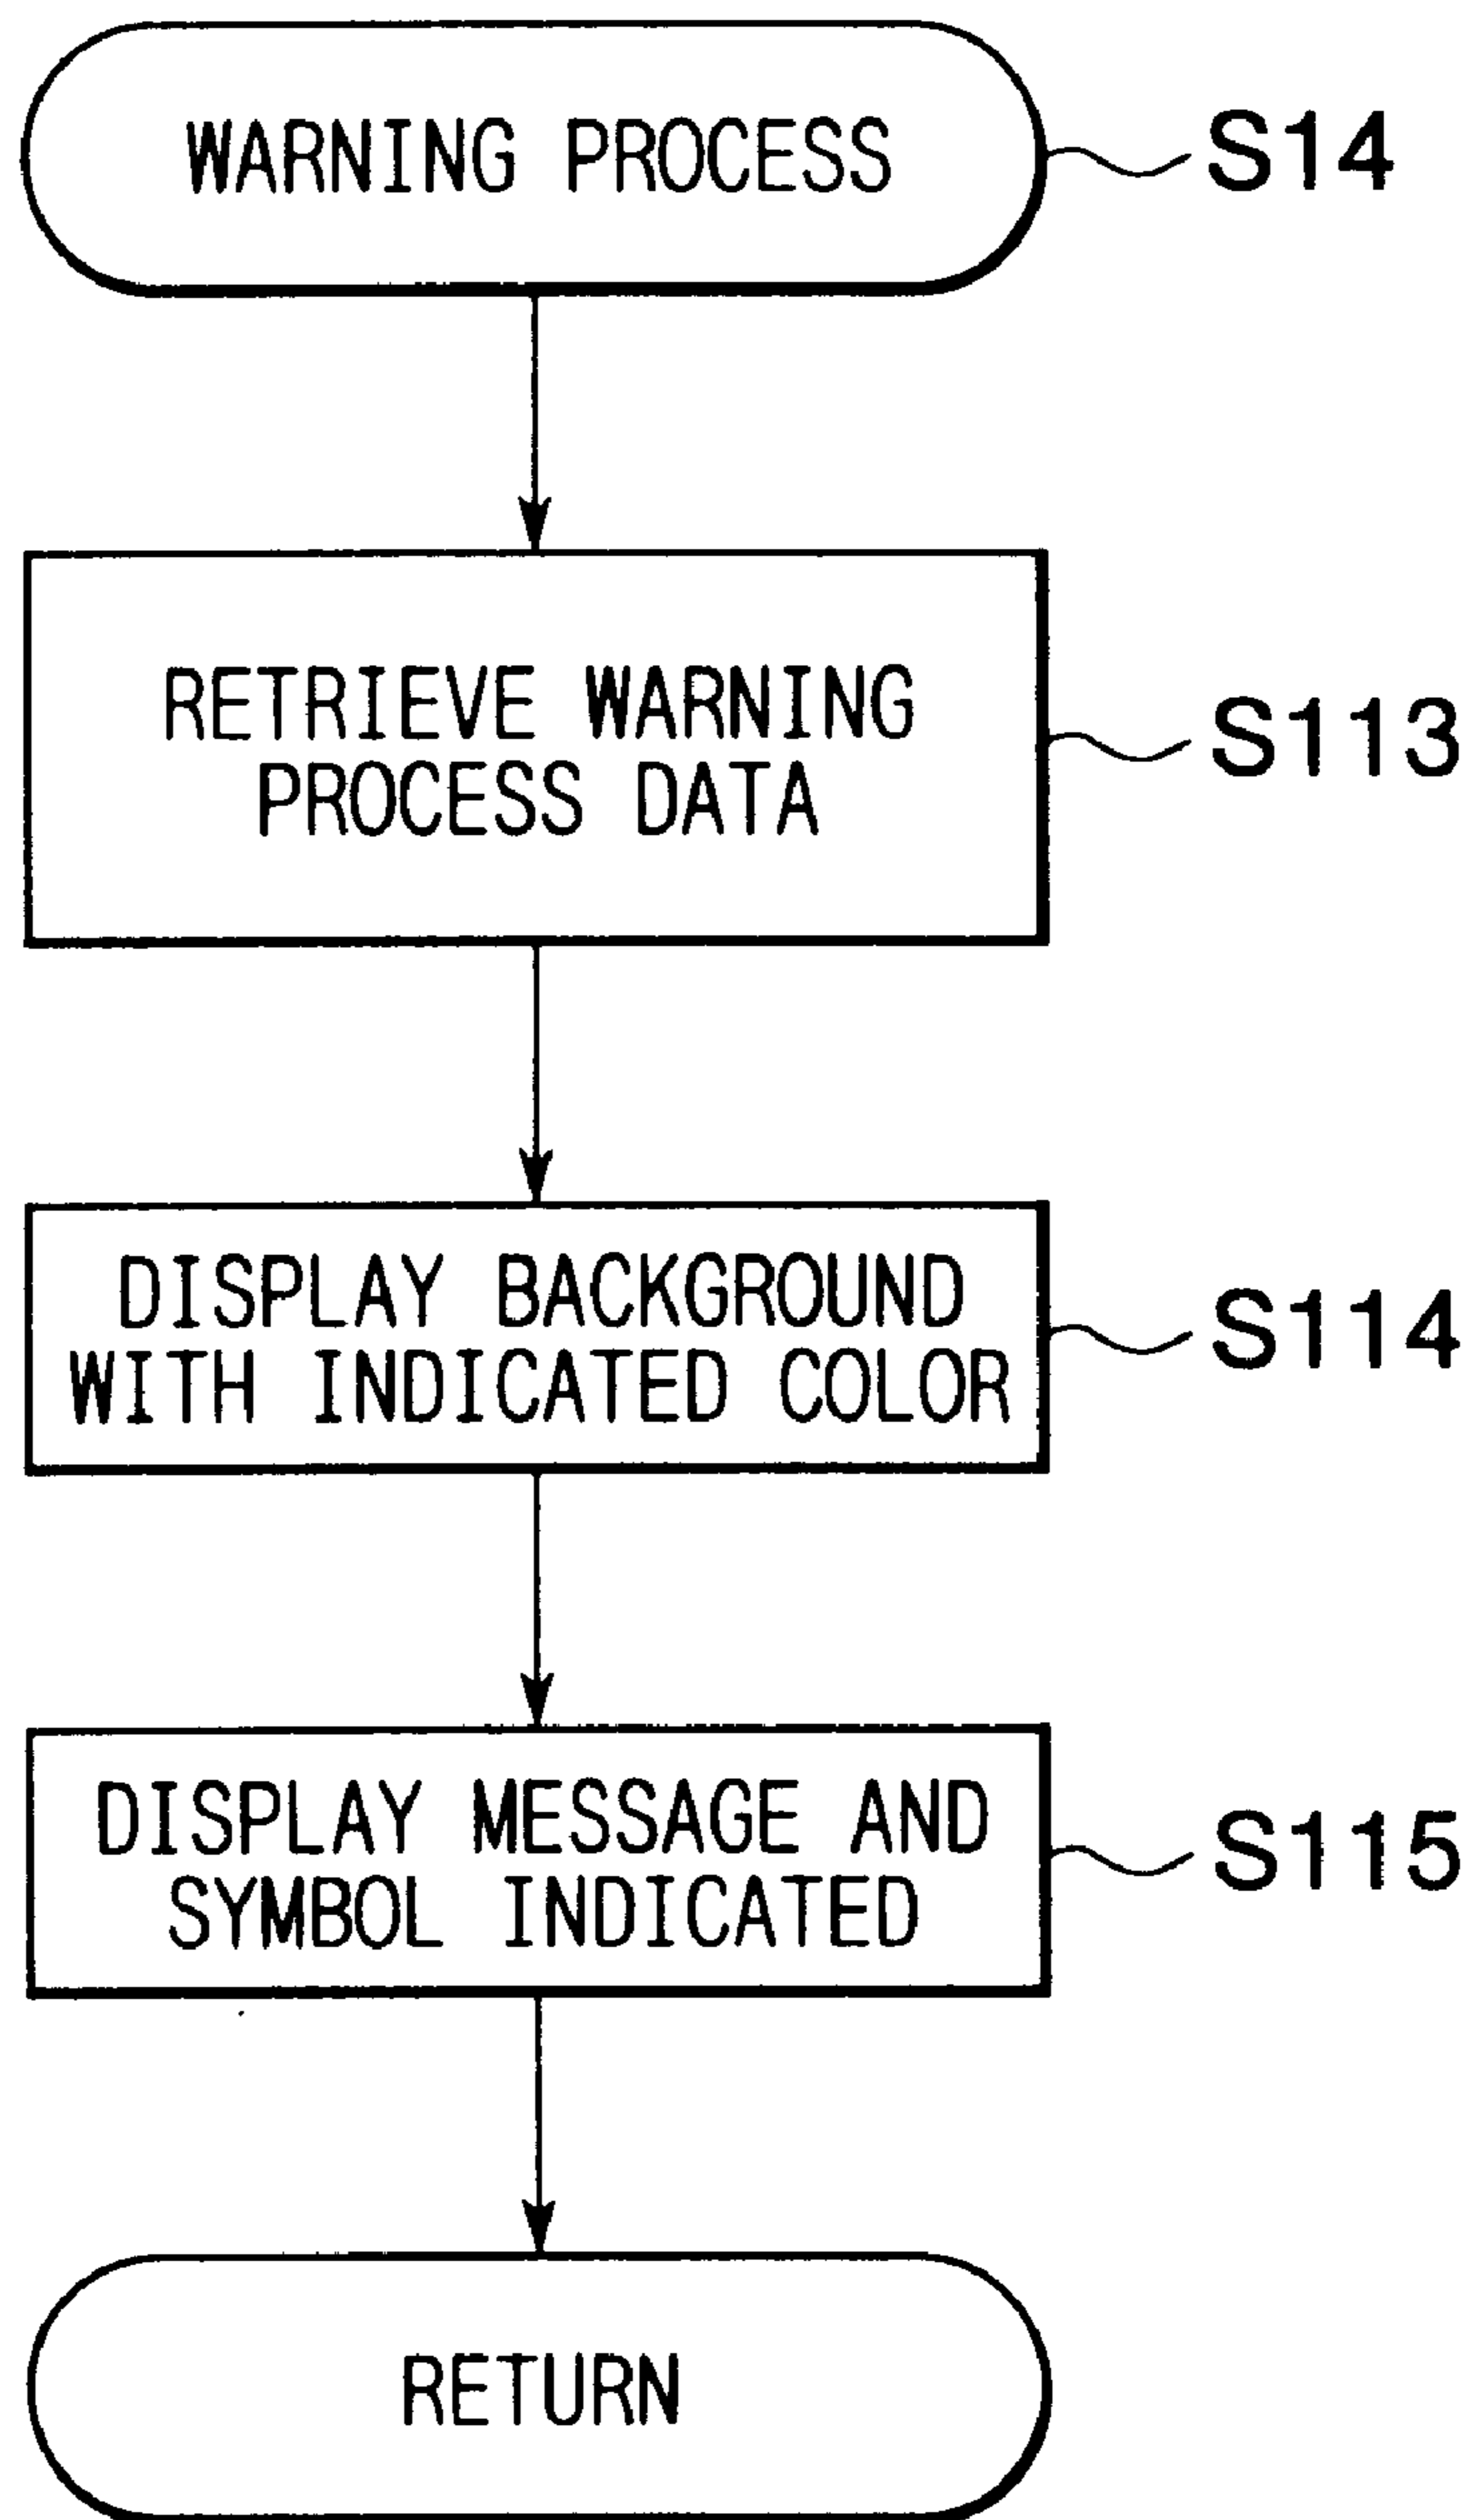 WARNING PROCESS
S14
RETRIEVE WARNING
PROCESS DATA
S113
DISPLAY BACKGROUND
WITH INDICATED COLOR
S114
DISPLAY MESSAGE AND
SYMBOL INDICATED
S115
RETURN